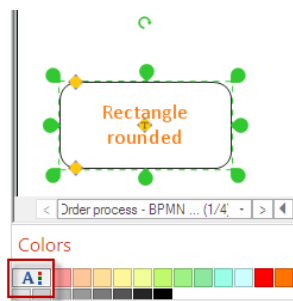 Rectangle
rounded
T
< Order process - BPMN ... (1/4) - >
Colors
A